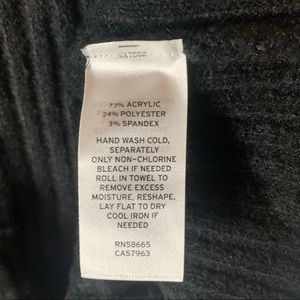 73% ACRYLIC
24% POLYESTER
3% SPANDEX
HAND WASH COLD,
SEPARATELY
ONLY NON-CHLORINE
BLEACH IF NEEDED
ROLL IN TOWEL TO
REMOVE EXCESS
MOISTURE, RESHAPE,
LAY FLAT TO DRY
COOL IRON IF
NEEDED
RN58665
CA57963